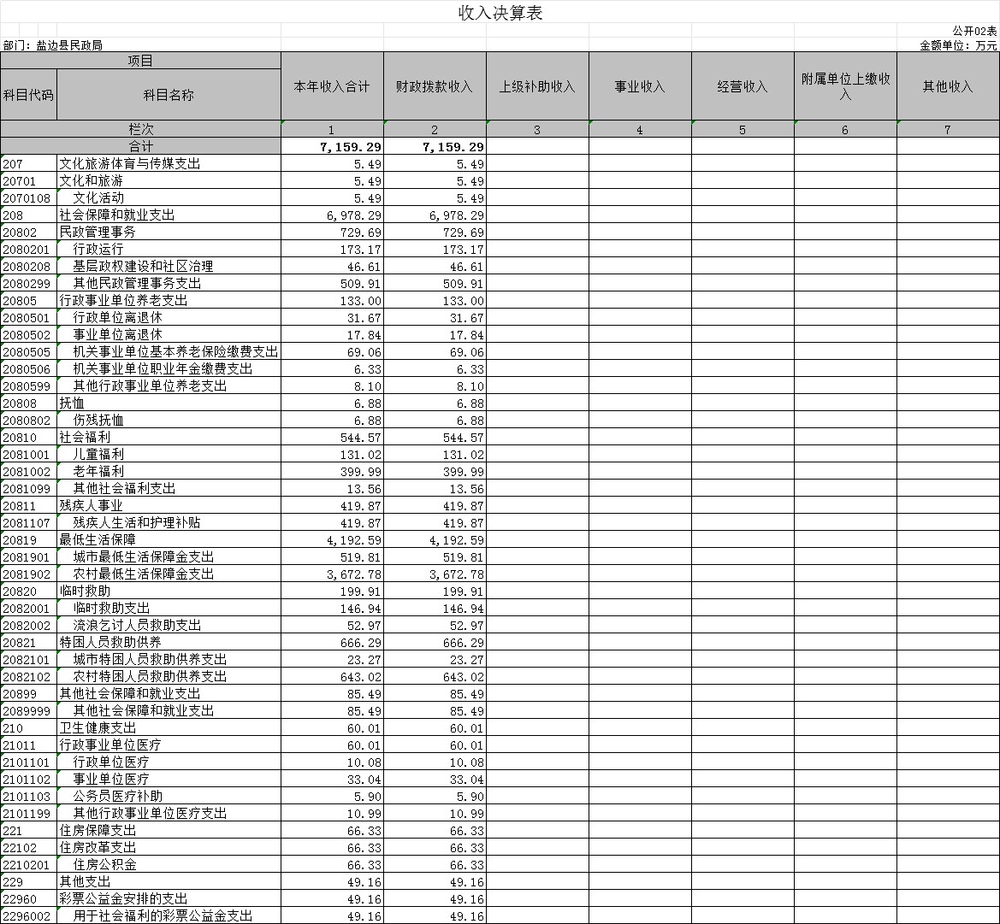 收入决算表
公开02表
部门：盐边县民政局 金额单位：万元
项目 本年收入合计 财政拨款收入 上级补助收入 事业收入 经营收入 附属单位上缴收入 其他收入
科目代码 科目名称
栏次 1 2 3 4 5 6 7
合计 7,159.29 7,159.29
207 文化旅游体育与传媒支出 5.49 5.49
20701 文化和旅游 5.49 5.49
2070108 文化活动 5.49 5.49
208 社会保障和就业支出 6,978.29 6,978.29
20802 民政管理事务 729.69 729.69
2080201 行政运行 173.17 173.17
2080208 基层政权建设和社区治理 46.61 46.61
2080299 其他民政管理事务支出 509.91 509.91
20805 行政事业单位养老支出 133.00 133.00
2080501 行政单位离退休 31.67 31.67
2080502 事业单位离退休 17.84 17.84
2080505 机关事业单位基本养老保险缴费支出 69.06 69.06
2080506 机关事业单位职业年金缴费支出 6.33 6.33
2080599 其他行政事业单位养老支出 8.10 8.10
20808 抚恤 6.88 6.88
2080802 伤残抚恤 6.88 6.88
20810 社会福利 544.57 544.57
2081001 儿童福利 131.02 131.02
2081002 老年福利 399.99 399.99
2081099 其他社会福利支出 13.56 13.56
20811 残疾人事业 419.87 419.87
2081107 残疾人生活和护理补贴 419.87 419.87
20819 最低生活保障 4,192.59 4,192.59
2081901 城市最低生活保障金支出 519.81 519.81
2081902 农村最低生活保障金支出 3,672.78 3,672.78
20820 临时救助 199.91 199.91
2082001 临时救助支出 146.94 146.94
2082002 流浪乞讨人员救助支出 52.97 52.97
20821 特困人员救助供养 666.29 666.29
2082101 城市特困人员救助供养支出 23.27 23.27
2082102 农村特困人员救助供养支出 643.02 643.02
20899 其他社会保障和就业支出 85.49 85.49
2089999 其他社会保障和就业支出 85.49 85.49
210 卫生健康支出 60.01 60.01
21011 行政事业单位医疗 60.01 60.01
2101101 行政单位医疗 10.08 10.08
2101102 事业单位医疗 33.04 33.04
2101103 公务员医疗补助 5.90 5.90
2101199 其他行政事业单位医疗支出 10.99 10.99
221 住房保障支出 66.33 66.33
22102 住房改革支出 66.33 66.33
2210201 住房公积金 66.33 66.33
229 其他支出 49.16 49.16
22960 彩票公益金安排的支出 49.16 49.16
2296002 用于社会福利的彩票公益金支出 49.16 49.16